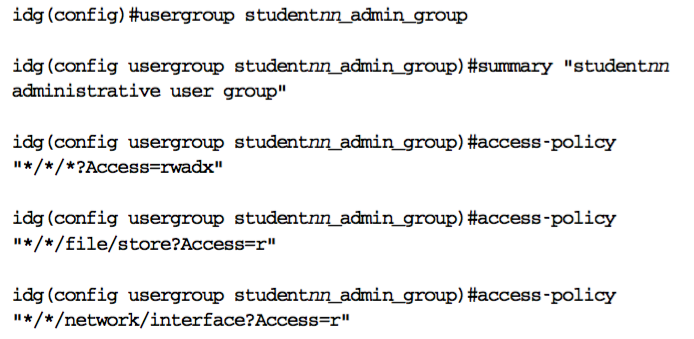 idg(config)#usergroup studentnn_admin_group
idg(config usergroup studentnn_admin_group)#summary "studentnn
administrative user group"
idg(config usergroup studentnn_admin_group)#access-policy
"*/*/*?Access=rwadx"
idg(config usergroup studentnn_admin_group)#access-policy
"*/*/file/store?Access=r"
idg(config usergroup studentnn_admin_group)#access-policy
"*/*/network/interface?Access=r"